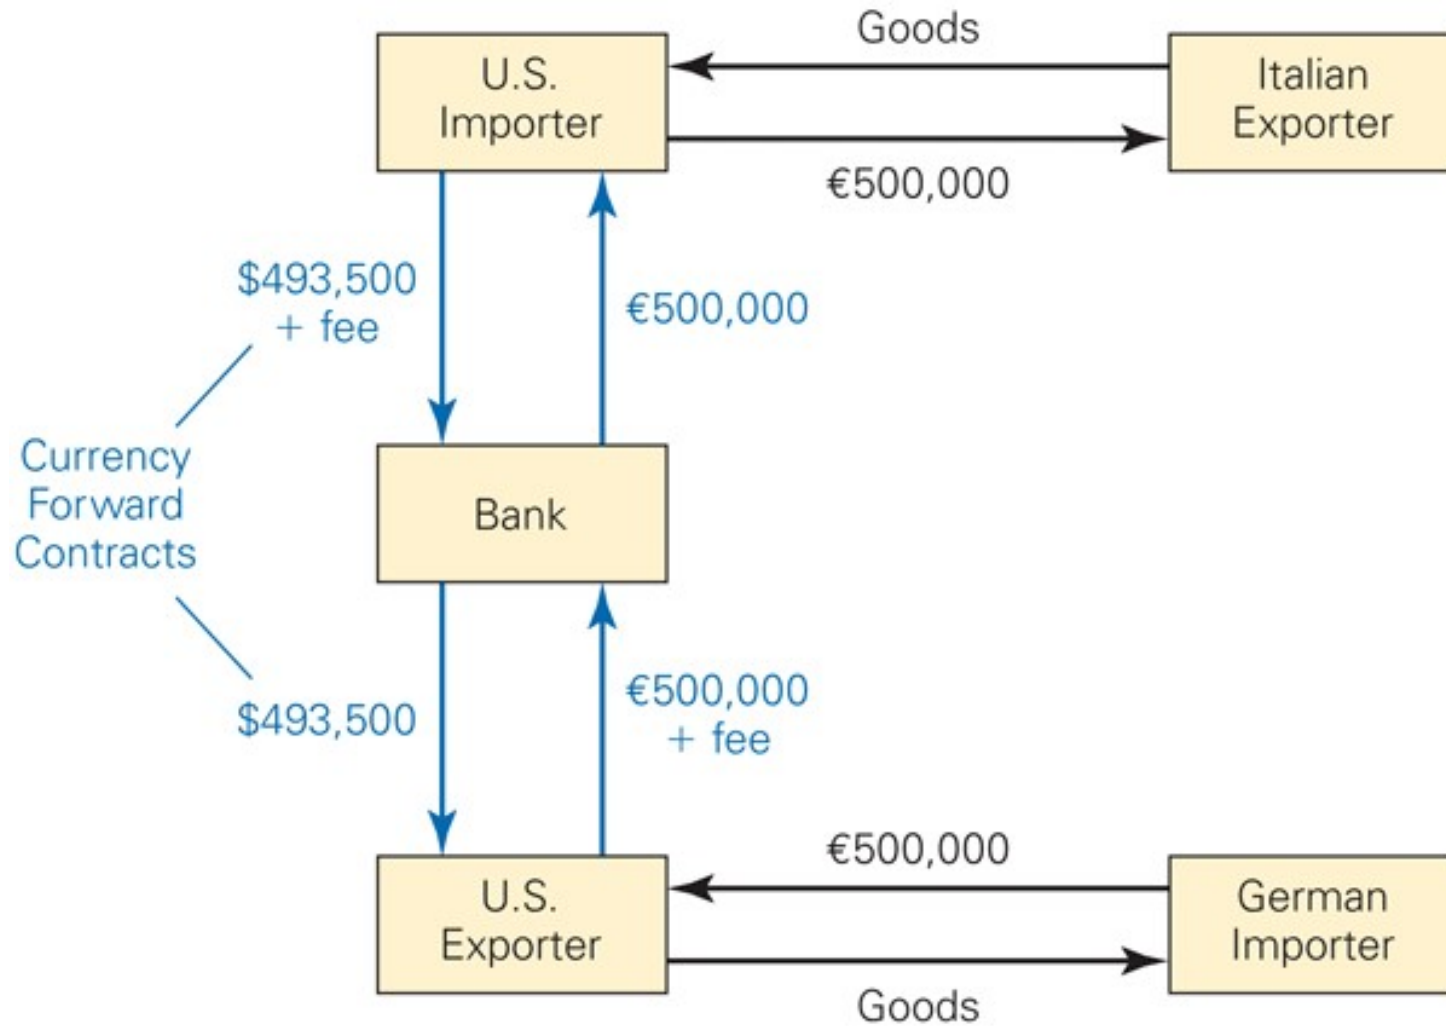 Goods
U.S.
Importer
Italian
Exporter
€500,000
$493,500
+ fee
€500,000
Currency
Forward
Contracts
Bank
$493,500
€500,000
+ fee
€500,000
U.S.
Exporter
German
Importer
Goods